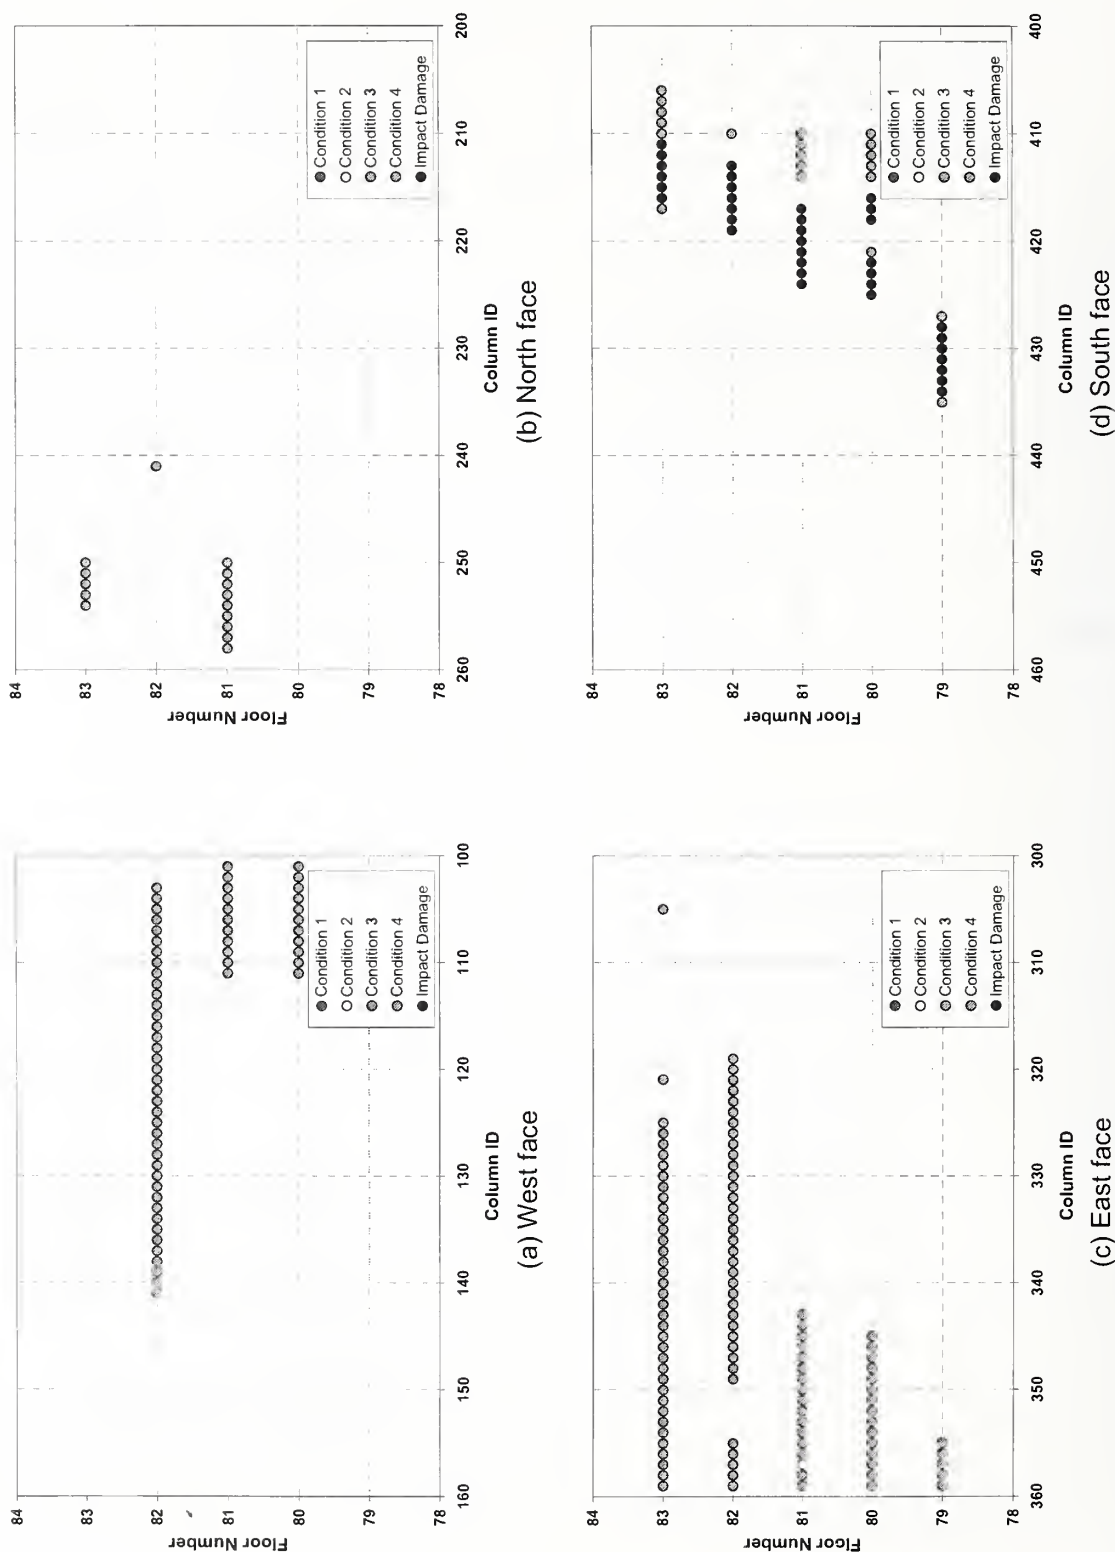 84
83
82
81
80
79
78
Floor Number
160
150
140
130
120
110
100
Column ID
Condition 1
Condition 2
Condition 3
Condition 4
Impact Damage
(a) West face
84
83
82
81
80
79
78
Floor Number
260
250
240
230
220
210
200
Column ID
Condition 1
Condition 2
Condition 3
Condition 4
Impact Damage
(b) North face
84
83
82
81
80
79
78
Floor Number
360
350
340
330
320
310
300
Column ID
Condition 1
Condition 2
Condition 3
Condition 4
Impact Damage
(c) East face
84
83
82
81
80
79
78
Floor Number
460
450
440
430
420
410
400
Column ID
Condition 1
Condition 2
Condition 3
Condition 4
Impact Damage
(d) South face